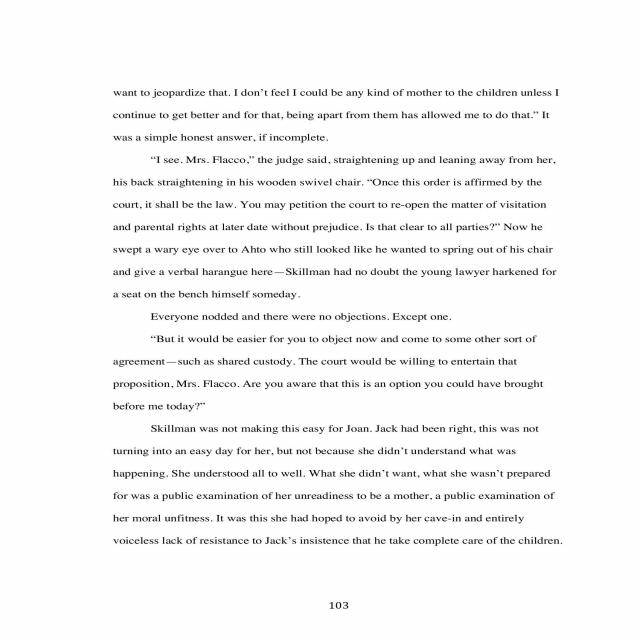 want to jeopardize that. I don’t feel I could be any kind of mother to the children unless I
continue to get better and for that, being apart from them has allowed me to do that.” It
was a simple honest answer, if incomplete.
“I see. Mrs. Flacco,” the judge said, straightening up and leaning away from her,
his back straightening in his wooden swivel chair. “Once this order is affirmed by the
court, it shall be the law. You may petition the court to re-open the matter of visitation
and parental rights at later date without prejudice. Is that clear to all parties?” Now he
swept a wary eye over to Ahto who still looked like he wanted to spring out of his chair
and give a verbal harangue here—Skillman had no doubt the young lawyer harkened for
a seat on the bench himself someday.
Everyone nodded and there were no objections. Except one.
“But it would be easier for you to object now and come to some other sort of
agreement—such as shared custody. The court would be willing to entertain that
proposition, Mrs. Flacco. Are you aware that this is an option you could have brought
before me today?”
Skillman was not making this easy for Joan. Jack had been right, this was not
turning into an easy day for her, but not because she didn’t understand what was
happening. She understood all to well. What she didn’t want, what she wasn’t prepared
for was a public examination of her unreadiness to be a mother, a public examination of
her moral unfitness. It was this she had hoped to avoid by her cave-in and entirely
voiceless lack of resistance to Jack’s insistence that he take complete care of the children.
103